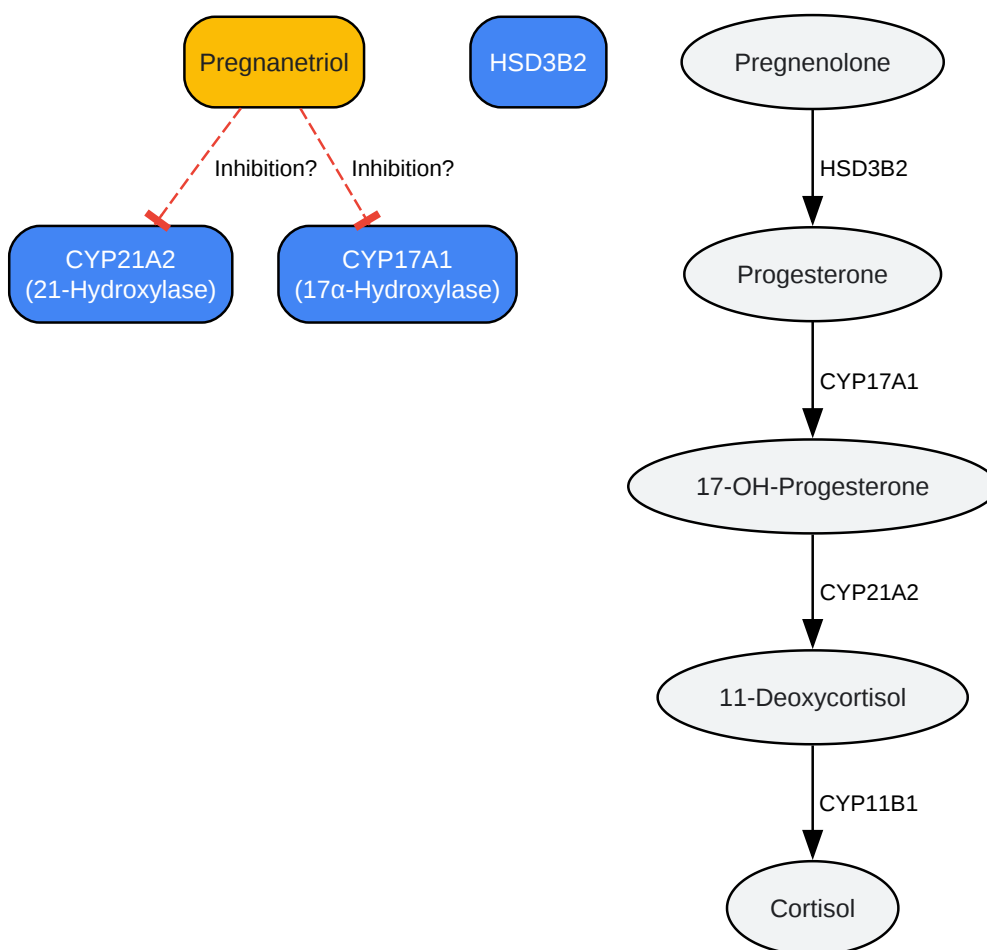 Pregnanetriol
HSD3B2
Pregnenolone
Inhibition?
Inhibition?
HSD3B2
CYP21A2
(21-Hydroxylase)
CYP17A1
(17α-Hydroxylase)
Progesterone
CYP17A1
17-OH-Progesterone
CYP21A2
11-Deoxycortisol
CYP11B1
Cortisol